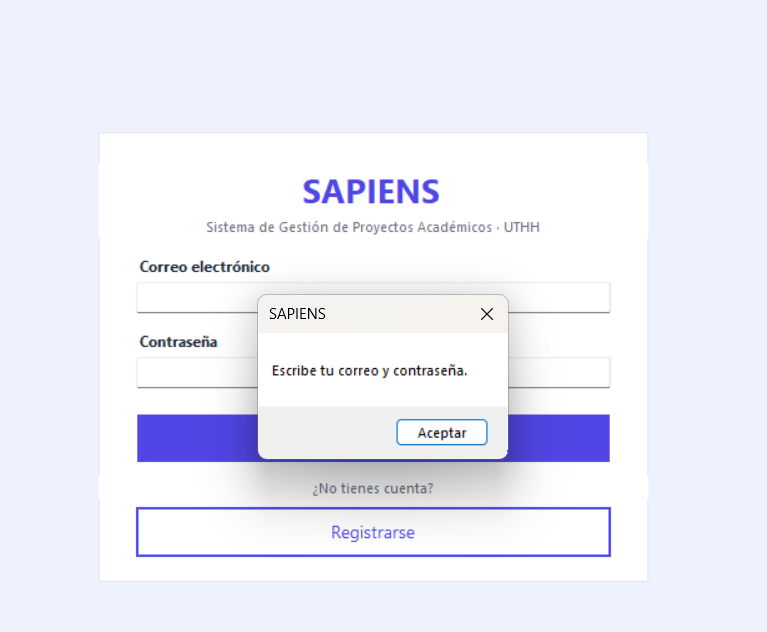 SAPIENS
Sistema de Gestión de Proyectos Académicos · UTHH
Correo electrónico
SAPIENS
Contraseña
Escribe tu correo y contraseña.
Aceptar
¿No tienes cuenta?
Registrarse